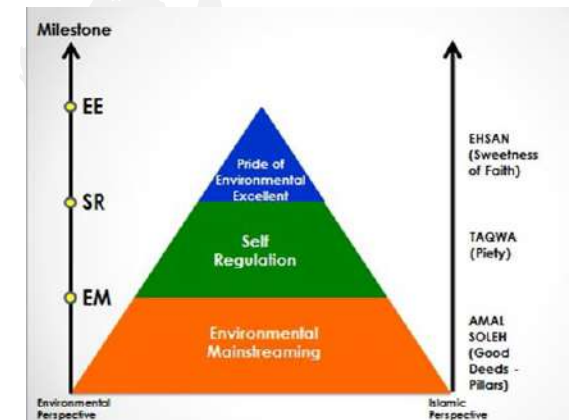 Milestone
EE
SR
EM
Pride of
Environmental
Excellent
Self
Regulation
Environmental
Mainstreaming
EHSAN
(Sweetness
of Faith)
TAQWA
(Piety)
AMAL
SOLEH
(Good
Deeds -
Pillars)
Environmental
Perspective
Islamic
Perspective